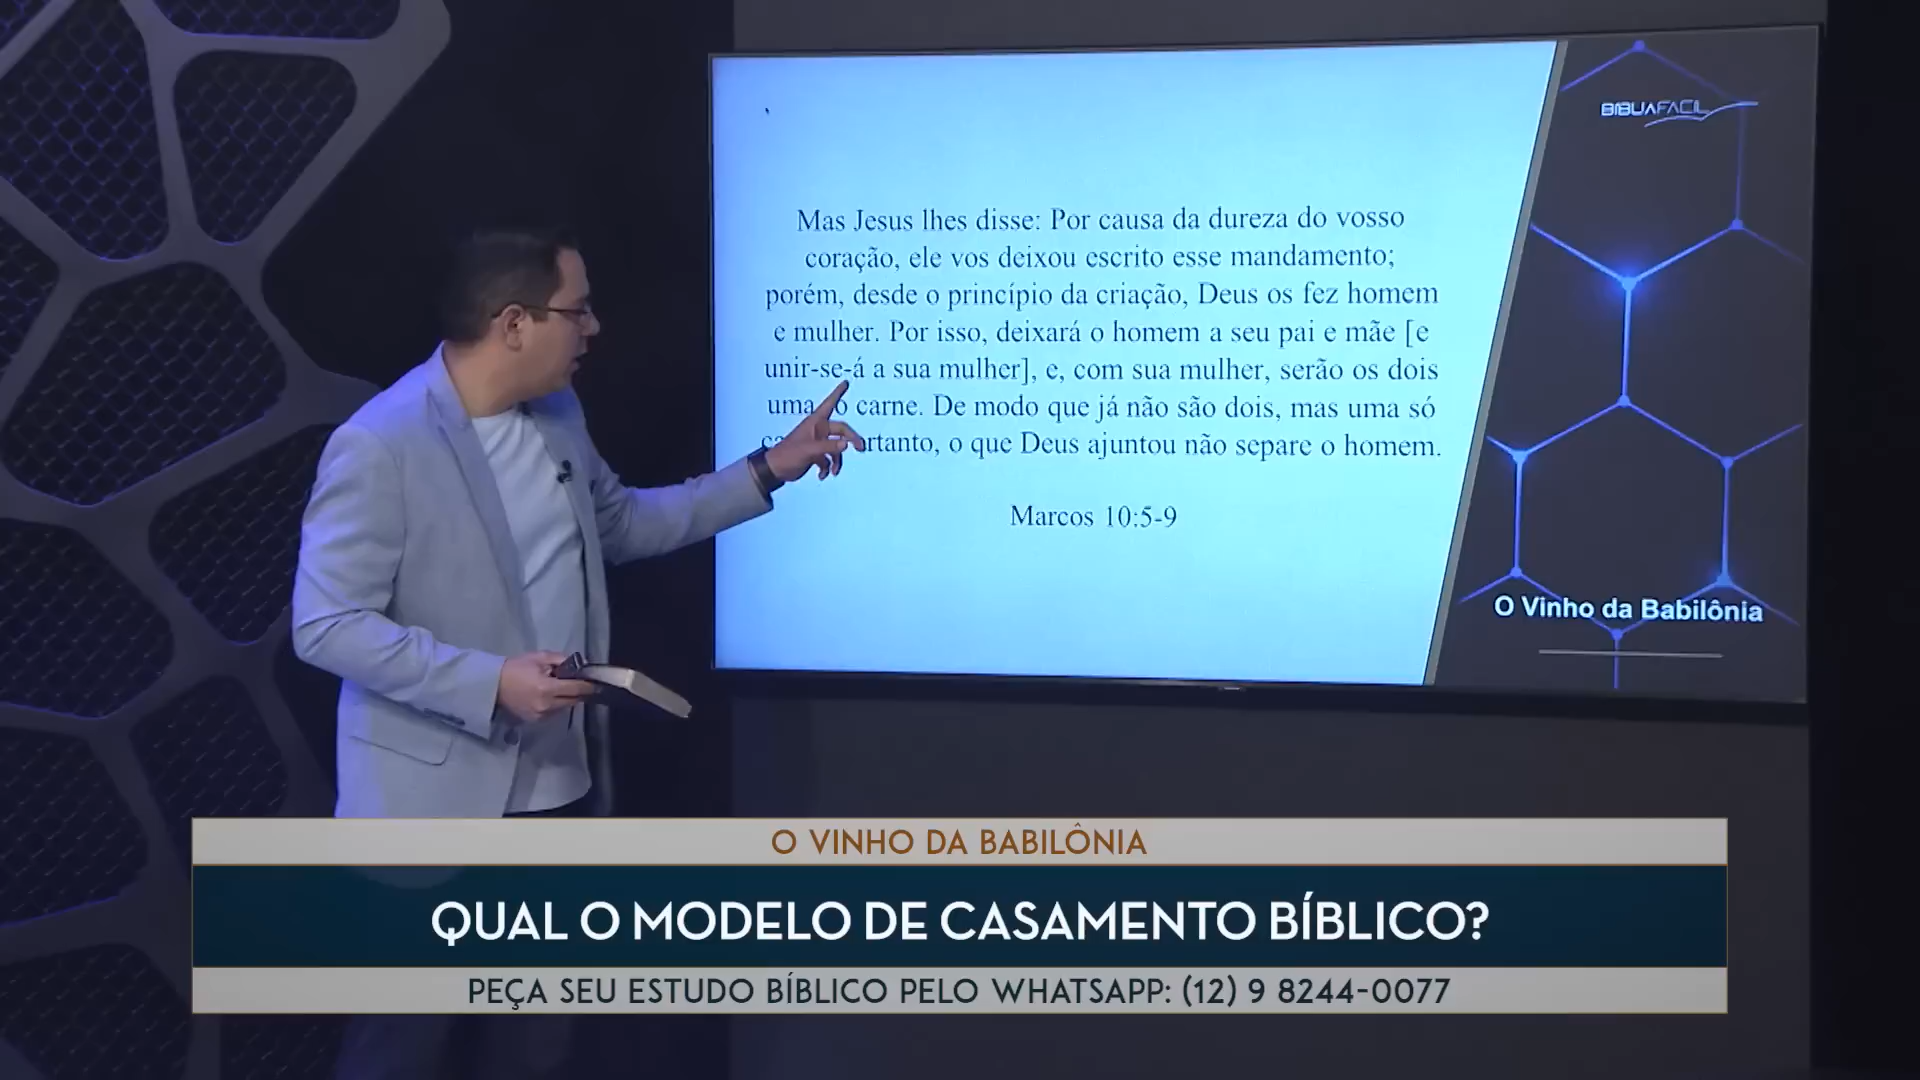 BÍBLIAFÁCIL
Mas Jesus lhes disse: Por causa da dureza do vosso
coração, ele vos deixou escrito esse mandamento;
porém, desde o princípio da criação, Deus os fez homem
e mulher. Por isso, deixará o homem a seu pai e mãe [e
unir-se-á a sua mulher], e, com sua mulher, serão os dois
uma carne. De modo que já não são dois, mas uma só
o que Deus ajuntou não separe o homem.
Marcos 10:5-9
O Vinho da Babilônia
O VINHO DA BABILÔNIA
QUAL O MODELO DE CASAMENTO BÍBLICO?
PEÇA SEU ESTUDO BÍBLICO PELO WHATSAPP: (12) 9 8244-0077